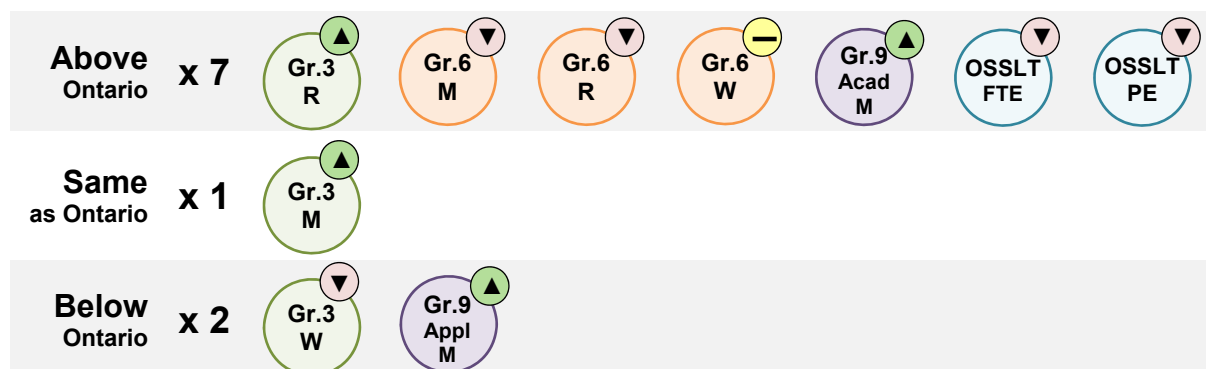 Above
Ontario
x 7
Gr.3
R
Gr.6
M
Gr.6
R
Gr.6
W
Gr.9
Acad
M
OSSLT
FTE
OSSLT
PE
Same
as Ontario
x 1
Gr.3
M
Below
Ontario
x 2
Gr.3
W
Gr.9
Appl
M